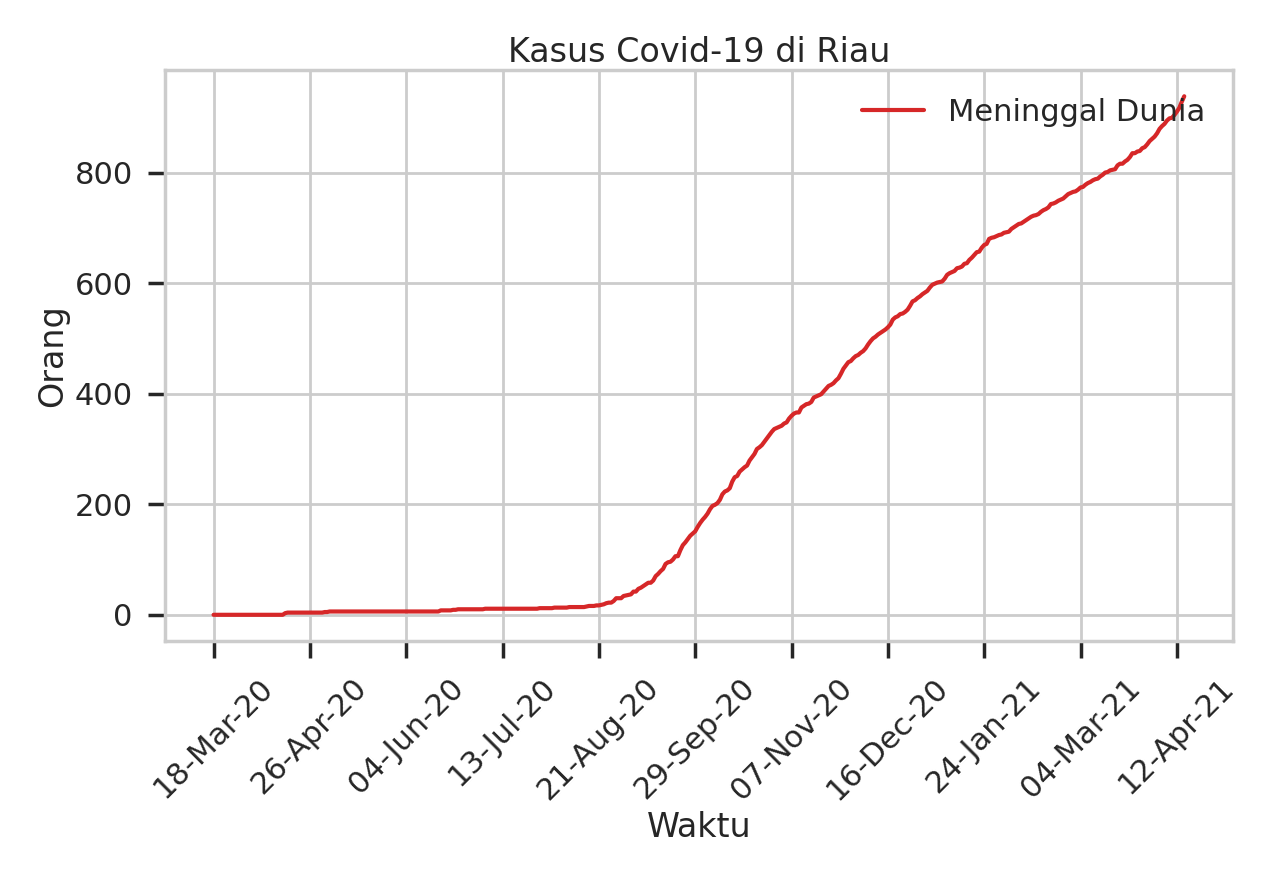 Kasus Covid-19 di Riau
Meninggal Dunia
800
600
400
200
0
Orang
18-Mar-20
26-Apr-20
04-Jun-20
13-Jul-20
21-Aug-20
29-Sep-20
07-Nov-20
16-Dec-20
24-Jan-21
04-Mar-21
12-Apr-21
Waktu